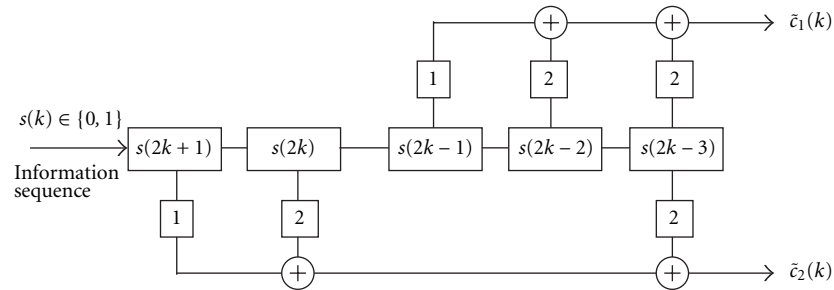 c̃₁(k)
1
2
2
s(k) ∈ {0, 1}
s(2k + 1)
s(2k)
s(2k − 1)
s(2k − 2)
s(2k − 3)
Information
sequence
1
2
2
c̃₂(k)